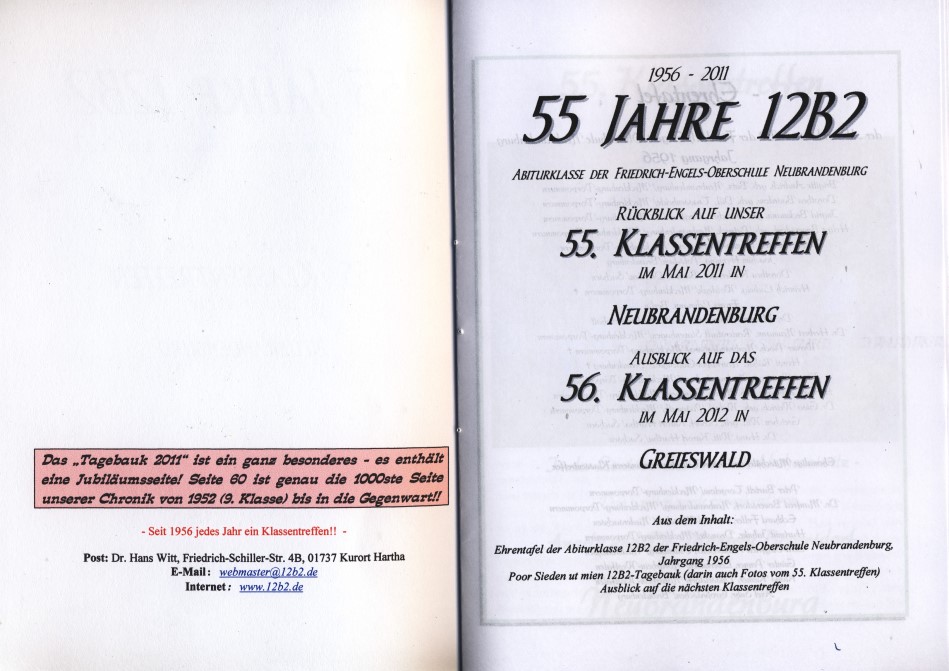 Das „Tagebauk 2011“ ist ein ganz besonderes - es enthält
eine Jubiläumsseite! Seite 60 ist genau die 1000ste Seite
unserer Chronik von 1952 (9. Klasse) bis in die Gegenwart!!
- Seit 1956 jedes Jahr ein Klassentreffen!! -
Post: Dr. Hans Witt, Friedrich-Schiller-Str. 4B, 01737 Kurort Hartha
E-Mail: webmaster@12b2.de
Internet: www.12b2.de
1956 - 2011
55 JAHRE 12B2
ABITURKLASSE DER FRIEDRICH-ENGELS-OBERSCHULE NEUBRANDENBURG
RÜCKBLICK AUF UNSER
55. KLASSENTREFFEN
IM MAI 2011 IN
NEUBRANDENBURG
AUSBLICK AUF DAS
56. KLASSENTREFFEN
IM MAI 2012 IN
GREIFSWALD
Aus dem Inhalt:
Ehrentafel der Abiturklasse 12B2 der Friedrich-Engels-Oberschule Neubrandenburg,
Jahrgang 1956
Poor Sieden ut mien 12B2-Tagebauk (darin auch Fotos vom 55. Klassentreffen)
Ausblick auf die nächsten Klassentreffen